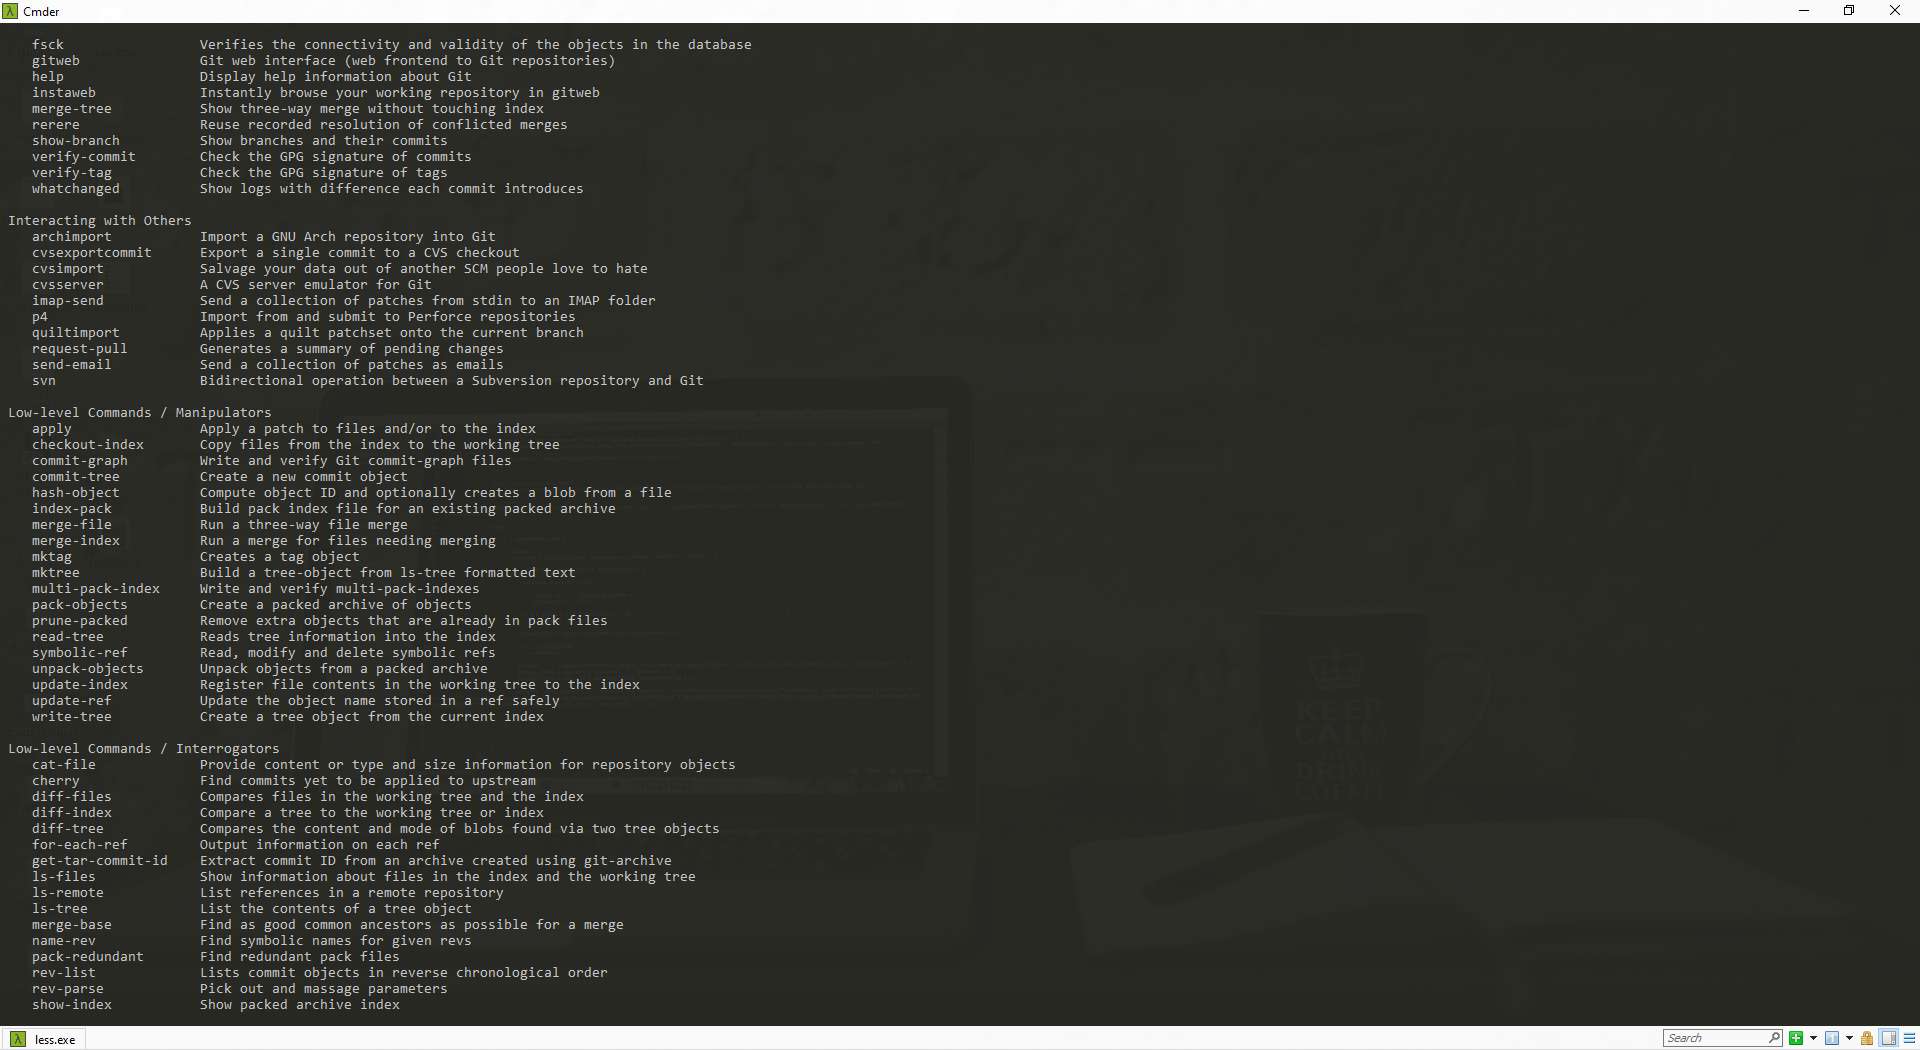 Cmder
fsck Verifies the connectivity and validity of the objects in the database
gitweb Git web interface (web frontend to Git repositories)
help Display help information about Git
instaweb Instantly browse your working repository in gitweb
merge-tree Show three-way merge without touching index
rerere Reuse recorded resolution of conflicted merges
show-branch Show branches and their commits
verify-commit Check the GPG signature of commits
verify-tag Check the GPG signature of tags
whatchanged Show logs with difference each commit introduces
Interacting with Others
archimport Import a GNU Arch repository into Git
cvsexportcommit Export a single commit to a CVS checkout
cvsimport Salvage your data out of another SCM people love to hate
cvsserver A CVS server emulator for Git
imap-send Send a collection of patches from stdin to an IMAP folder
p4 Import from and submit to Perforce repositories
quiltimport Applies a quilt patchset onto the current branch
request-pull Generates a summary of pending changes
send-email Send a collection of patches as emails
svn Bidirectional operation between a Subversion repository and Git
Low-level Commands / Manipulators
apply Apply a patch to files and/or to the index
checkout-index Copy files from the index to the working tree
commit-graph Write and verify Git commit-graph files
commit-tree Create a new commit object
hash-object Compute object ID and optionally creates a blob from a file
index-pack Build pack index file for an existing packed archive
merge-file Run a three-way file merge
merge-index Run a merge for files needing merging
mktag Creates a tag object
mktree Build a tree-object from ls-tree formatted text
multi-pack-index Write and verify multi-pack-indexes
pack-objects Create a packed archive of objects
prune-packed Remove extra objects that are already in pack files
read-tree Reads tree information into the index
symbolic-ref Read, modify and delete symbolic refs
unpack-objects Unpack objects from a packed archive
update-index Register file contents in the working tree to the index
update-ref Update the object name stored in a ref safely
write-tree Create a tree object from the current index
Low-level Commands / Interrogators
cat-file Provide content or type and size information for repository objects
cherry Find commits yet to be applied to upstream
diff-files Compares files in the working tree and the index
diff-index Compare a tree to the working tree or index
diff-tree Compares the content and mode of blobs found via two tree objects
for-each-ref Output information on each ref
get-tar-commit-id Extract commit ID from an archive created using git-archive
ls-files Show information about files in the index and the working tree
ls-remote List references in a remote repository
ls-tree List the contents of a tree object
merge-base Find as good common ancestors as possible for a merge
name-rev Find symbolic names for given revs
pack-redundant Find redundant pack files
rev-list Lists commit objects in reverse chronological order
rev-parse Pick out and massage parameters
show-index Show packed archive index
KEEP
CALM
AND
DRINK
COFFEE
less.exe
Search